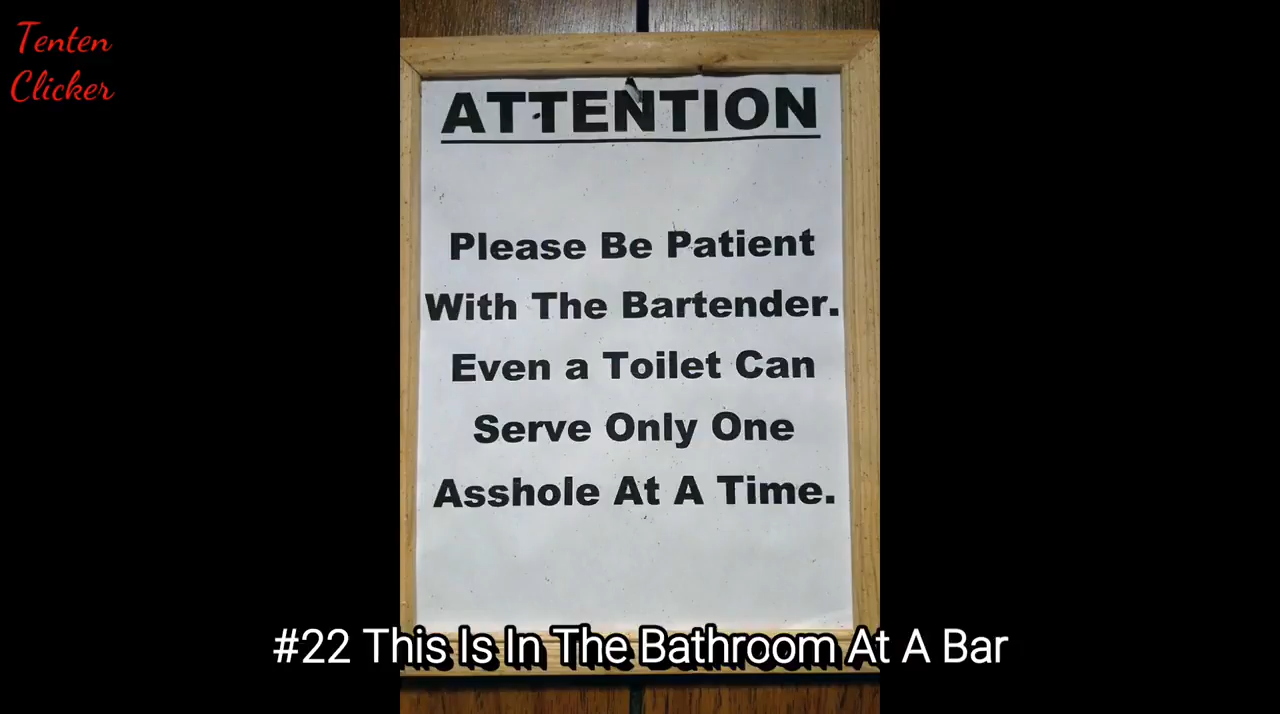 Tenten
Clicker
ATTENTION
Please Be Patient
With The Bartender.
Even a Toilet Can
Serve Only One
Asshole At A Time.
#22 This Is In The Bathroom At A Bar